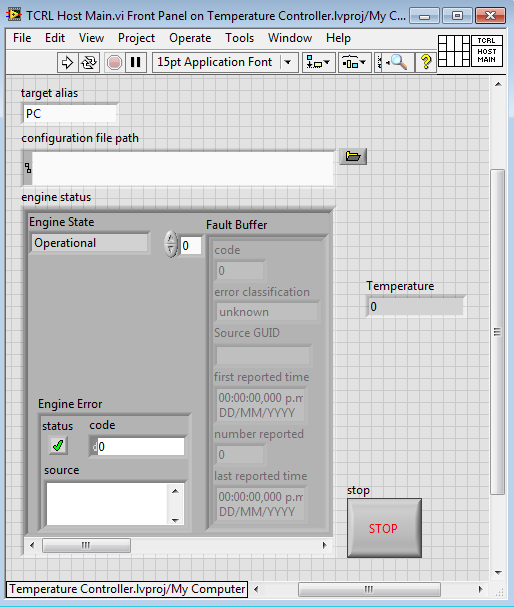 TCRL Host Main.vi Front Panel on Temperature Controller.lvproj/My C...
File Edit View Project Operate Tools Window Help
15pt Application Font
TCRL
HOST
MAIN
target alias
PC
configuration file path
engine status
Engine State
Operational
0
Fault Buffer
code
0
error classification
unknown
Source GUID
first reported time
00:00:00,000 p.m
DD/MM/YYYY
number reported
0
last reported time
00:00:00,000 p.m
DD/MM/YYYY
Engine Error
status code
d0
source
Temperature
0
stop
STOP
Temperature Controller.lvproj/My Computer